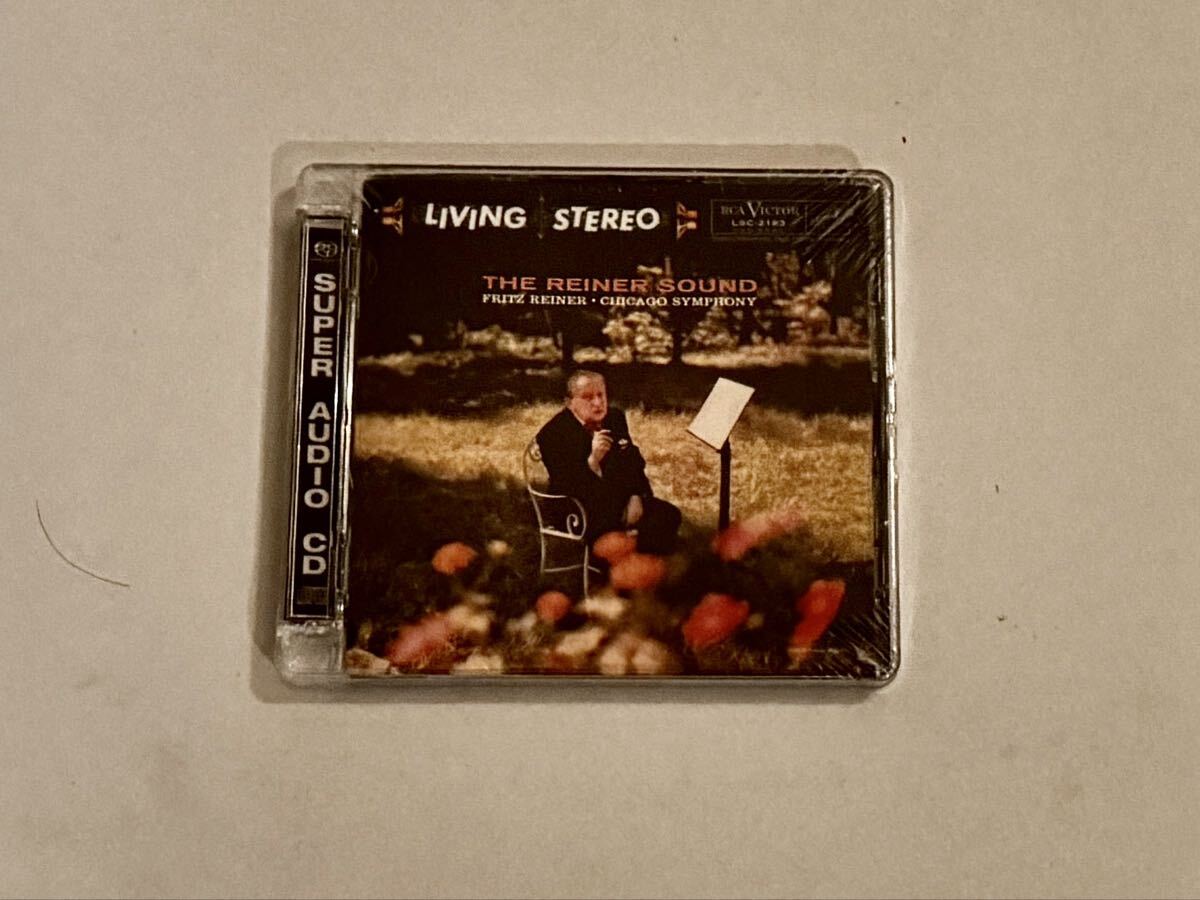 SUPER AUDIO CD
LIVING STEREO
RCA VICTOR
LSC-2183
THE REINER SOUND
FRITZ REINER • CHICAGO SYMPHONY